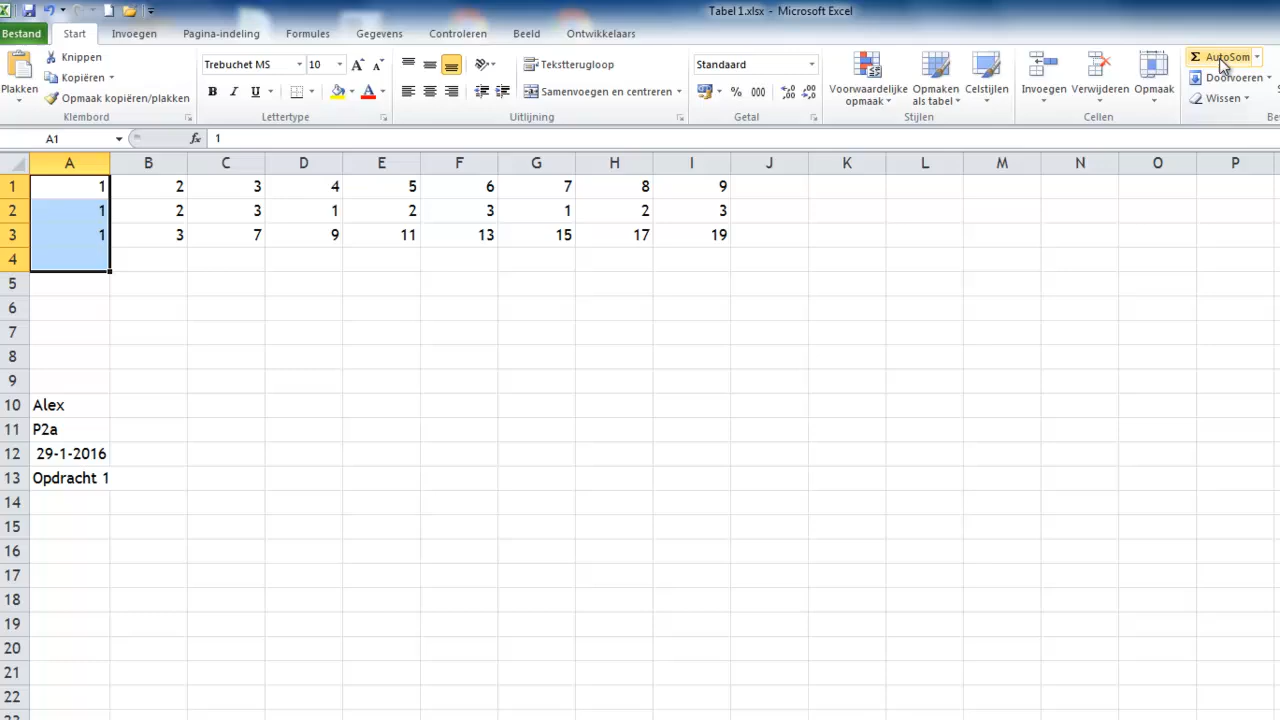 Tabel 1.xlsx - Microsoft Excel
Bestand Start Invoegen Pagina-indeling Formules Gegevens Controleren Beeld Ontwikkelaars
Plakken
Knippen
Kopiëren
Opmaak kopiëren/plakken
Klembord
Trebuchet MS 10
B I U A
Lettertype
Tekstterugloop
Samenvoegen en centreren
Uitlijning
Standaard
% 000
Getal
Voorwaardelijke opmaak
Opmaken als tabel
Celstijlen
Stijlen
Invoegen Verwijderen Opmaak
Cellen
Σ AutoSom
Doorvoeren
Wissen
A1 fx 1
A B C D E F G H I J K L M N O P
1 1 2 3 4 5 6 7 8 9
2 1 2 3 1 2 3 1 2 3
3 1 3 7 9 11 13 15 17 19
4
5
6
7
8
9
10 Alex
11 P2a
12 29-1-2016
13 Opdracht 1
14
15
16
17
18
19
20
21
22